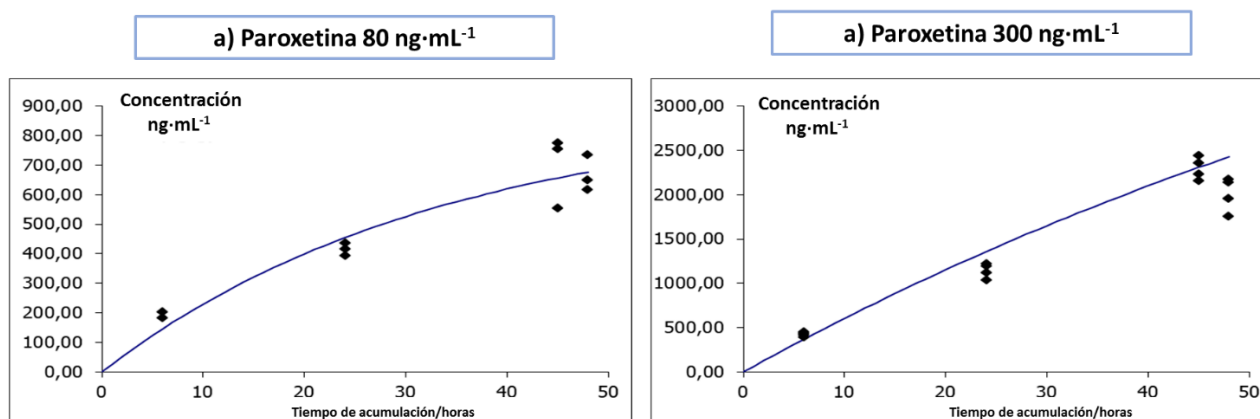 a) Paroxetina 80 ng·mL⁻¹
a) Paroxetina 300 ng·mL⁻¹
Concentración
ng·mL⁻¹
900,00
800,00
700,00
600,00
500,00
400,00
300,00
200,00
100,00
0,00
0 10 20 30 40 50
Tiempo de acumulación/horas
Concentración
ng·mL⁻¹
3000,00
2500,00
2000,00
1500,00
1000,00
500,00
0,00
0 10 20 30 40 50
Tiempo de acumulación/horas